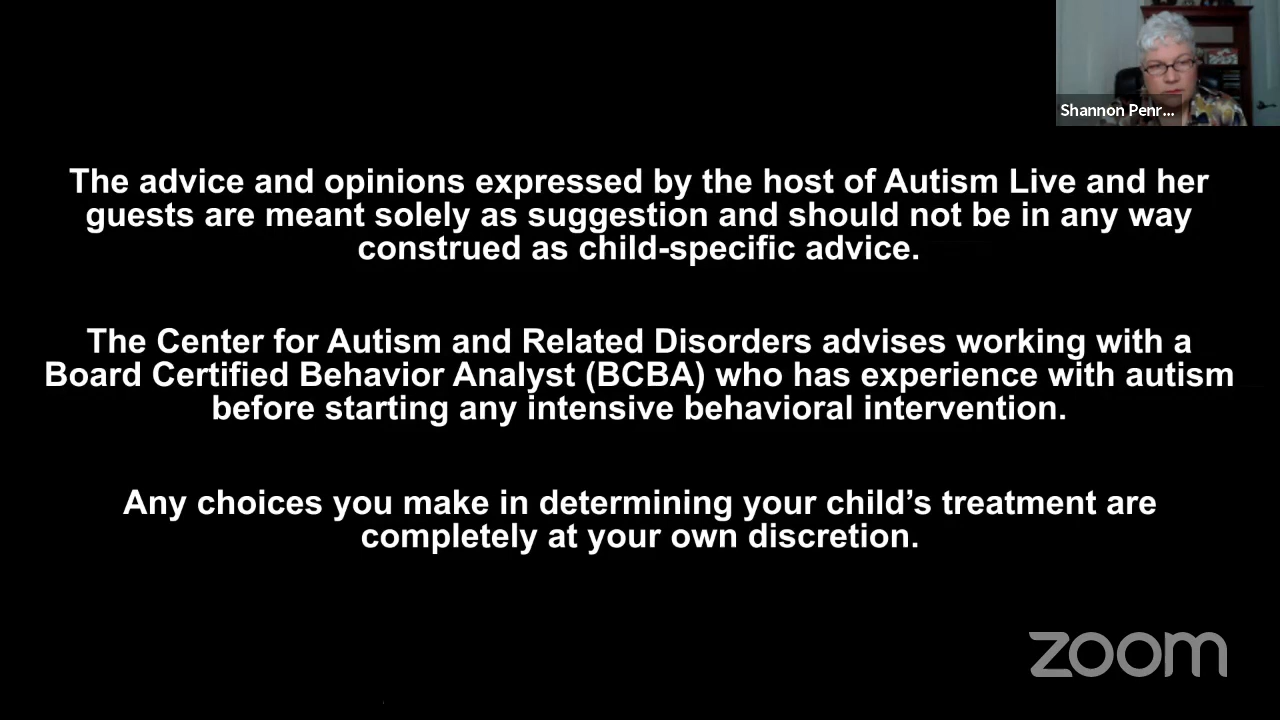 Shannon Penr...
The advice and opinions expressed by the host of Autism Live and her
guests are meant solely as suggestion and should not be in any way
construed as child-specific advice.
The Center for Autism and Related Disorders advises working with a
Board Certified Behavior Analyst (BCBA) who has experience with autism
before starting any intensive behavioral intervention.
Any choices you make in determining your child’s treatment are
completely at your own discretion.
zoom